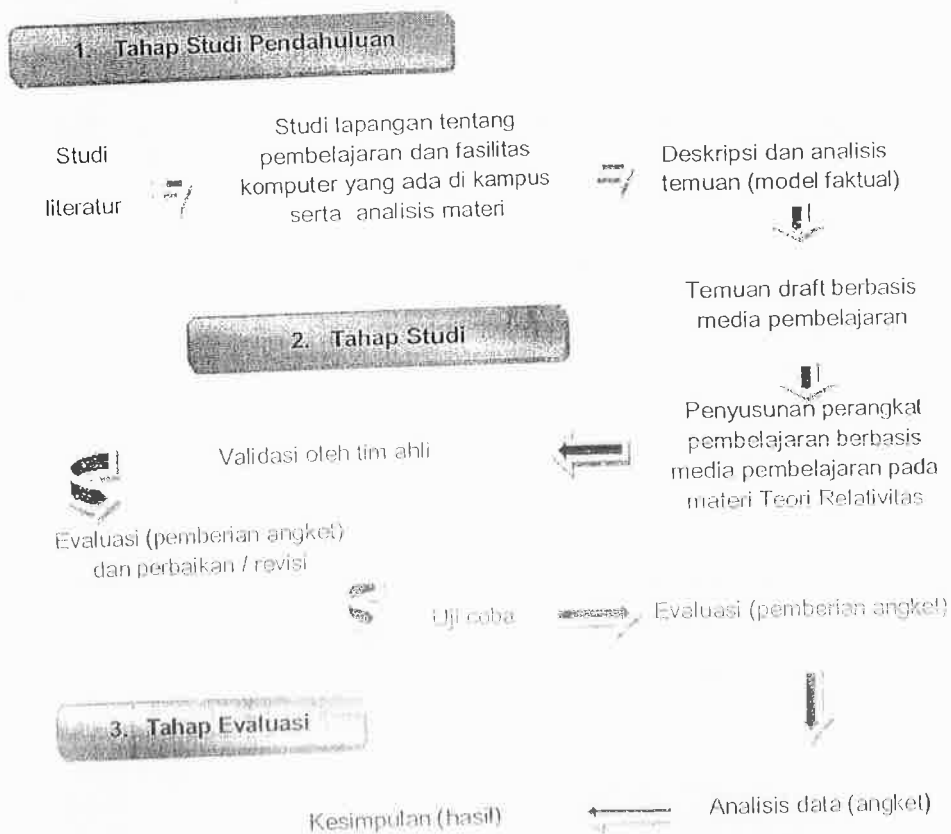 1. Tahap Studi Pendahuluan
Studi
literatur
Studi lapangan tentang
pembelajaran dan fasilitas
komputer yang ada di kampus
serta analisis materi
Deskripsi dan analisis
temuan (model faktual)
Temuan draft berbasis
media pembelajaran
2. Tahap Studi
Penyusunan perangkat
pembelajaran berbasis
media pembelajaran pada
materi Teori Relativitas
Validasi oleh tim ahli
Evaluasi (pemberian angket)
dan perbaikan / revisi
Uji coba
Evaluasi (pemberian angket)
3. Tahap Evaluasi
Analisis data (angket)
Kesimpulan (hasil)